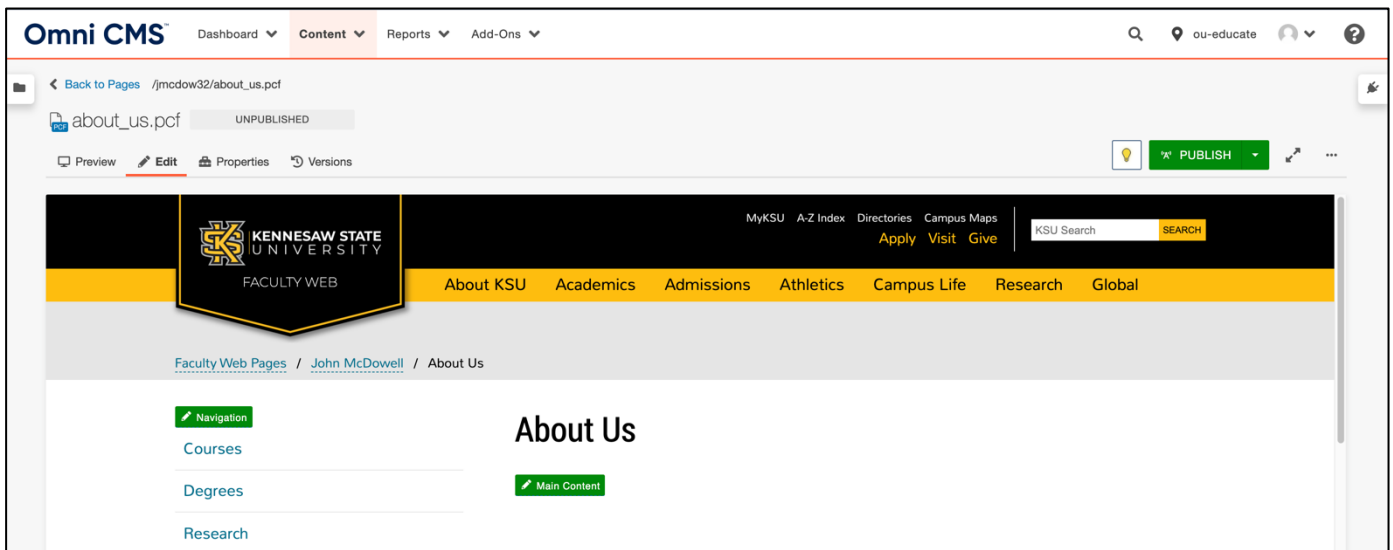 Omni CMS™ Dashboard Content Reports Add-Ons ou-educate ?
Back to Pages /jmcdow32/about_us.pcf
PCF about_us.pcf UNPUBLISHED
Preview Edit Properties Versions PUBLISH
MyKSU A-Z Index Directories Campus Maps
KS KENNESAW STATE UNIVERSITY
Apply Visit Give
KSU Search SEARCH
FACULTY WEB
About KSU Academics Admissions Athletics Campus Life Research Global
Faculty Web Pages / John McDowell / About Us
Navigation
Courses
Degrees
Research
About Us
Main Content